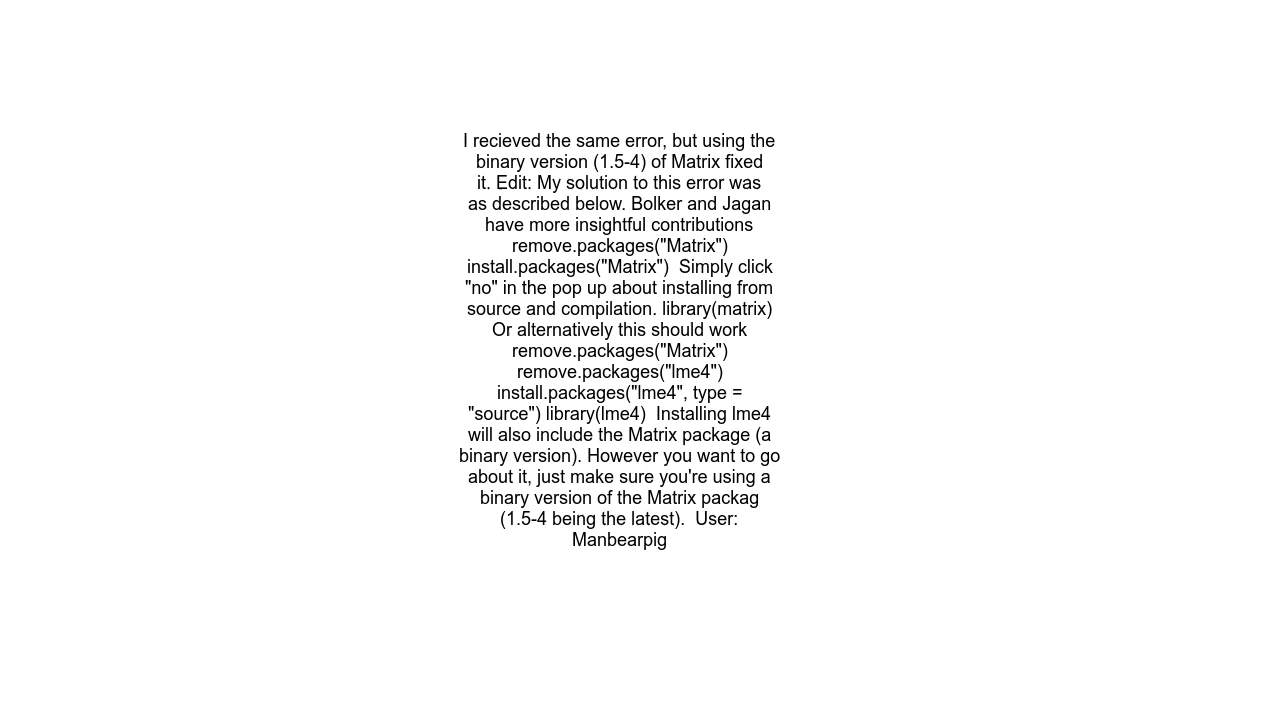 I recieved the same error, but using the
binary version (1.5-4) of Matrix fixed
it. Edit: My solution to this error was
as described below. Bolker and Jagan
have more insightful contributions
remove.packages("Matrix")
install.packages("Matrix")  Simply click
"no" in the pop up about installing from
source and compilation. library(matrix)
Or alternatively this should work
remove.packages("Matrix")
remove.packages("lme4")
install.packages("lme4", type =
"source") library(lme4)  Installing lme4
will also include the Matrix package (a
binary version). However you want to go
about it, just make sure you're using a
binary version of the Matrix packag
(1.5-4 being the latest).  User:
Manbearpig